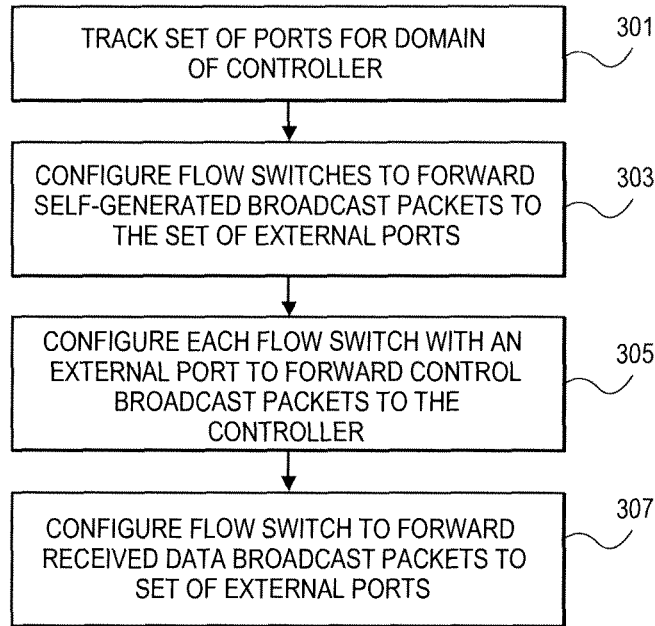 TRACK SET OF PORTS FOR DOMAIN
OF CONTROLLER
301
CONFIGURE FLOW SWITCHES TO FORWARD
SELF-GENERATED BROADCAST PACKETS TO
THE SET OF EXTERNAL PORTS
303
CONFIGURE EACH FLOW SWITCH WITH AN
EXTERNAL PORT TO FORWARD CONTROL
BROADCAST PACKETS TO THE
CONTROLLER
305
CONFIGURE FLOW SWITCH TO FORWARD
RECEIVED DATA BROADCAST PACKETS TO
SET OF EXTERNAL PORTS
307